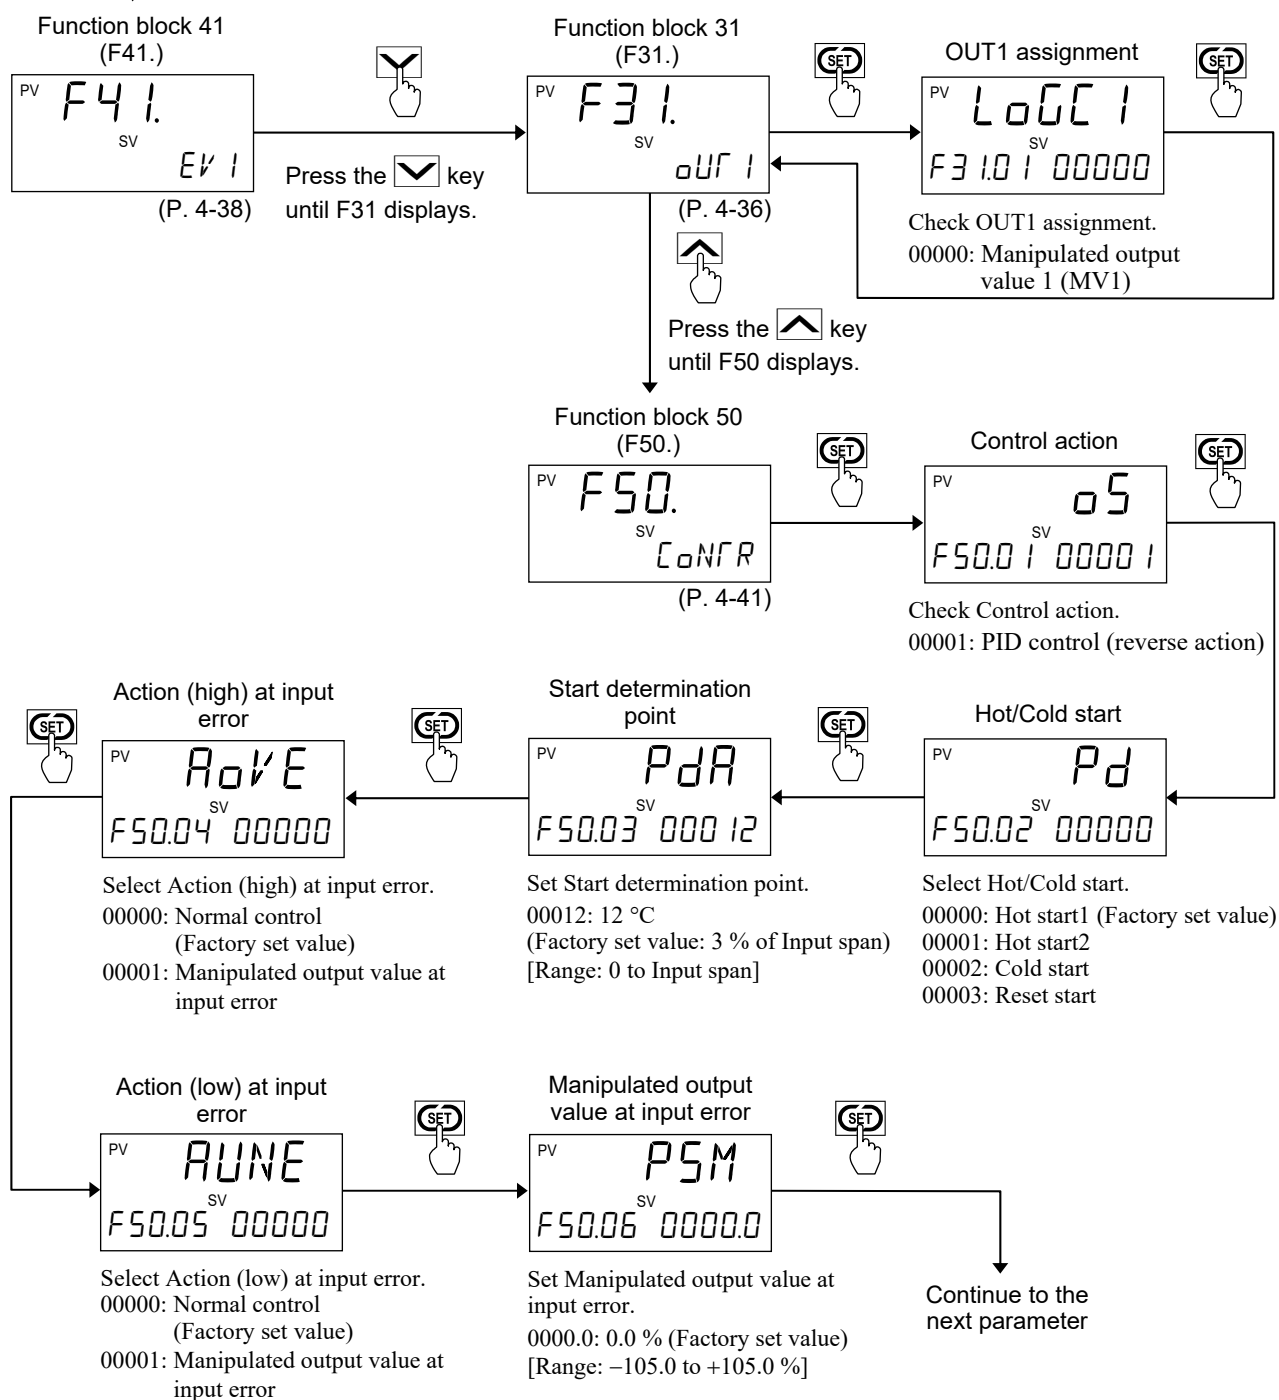 Function block 41
(F41.)
PV
F41.
SV
EV1
(P. 4-38)
Press the key
until F31 displays.
Function block 31
(F31.)
PV
F31.
SV
oUT1
(P. 4-36)
SET
OUT1 assignment
PV
LoGC1
SV
F31.01 00000
Check OUT1 assignment.
00000: Manipulated output
value 1 (MV1)
SET
Press the key
until F50 displays.
Function block 50
(F50.)
PV
F50.
SV
CoNTR
(P. 4-41)
SET
Control action
PV
oS
SV
F50.01 00001
Check Control action.
00001: PID control (reverse action)
SET
Hot/Cold start
PV
Pd
SV
F50.02 00000
Select Hot/Cold start.
00000: Hot start1 (Factory set value)
00001: Hot start2
00002: Cold start
00003: Reset start
SET
Start determination
point
PV
PdA
SV
F50.03 00012
Set Start determination point.
00012: 12 °C
(Factory set value: 3 % of Input span)
[Range: 0 to Input span]
SET
Action (high) at input
error
PV
AoVE
SV
F50.04 00000
Select Action (high) at input error.
00000: Normal control
(Factory set value)
00001: Manipulated output value at
input error
SET
Action (low) at input
error
PV
AUNE
SV
F50.05 00000
Select Action (low) at input error.
00000: Normal control
(Factory set value)
00001: Manipulated output value at
input error
SET
Manipulated output
value at input error
PV
PSM
SV
F50.06 0000.0
Set Manipulated output value at
input error.
0000.0: 0.0 % (Factory set value)
[Range: −105.0 to +105.0 %]
SET
Continue to the
next parameter